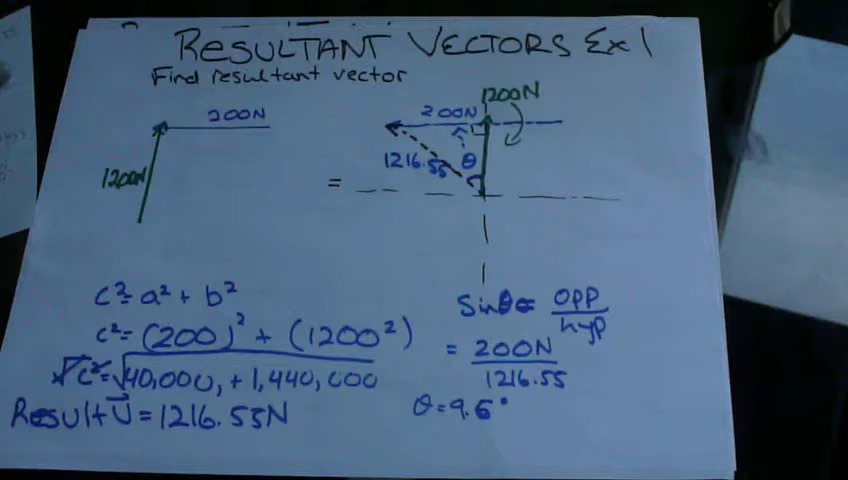 RESULTANT VECTORS Ex 1
Find resultant vector
200N
1200N
=
1200N
200N
1216.55
θ
c² = a² + b²
c² = (200)² + (1200²)
√c² = √40,000, + 1,440,000
Result U⃗ = 1216.55N
Sinθ = opp
hyp
= 200N
1216.55
θ = 9.6°